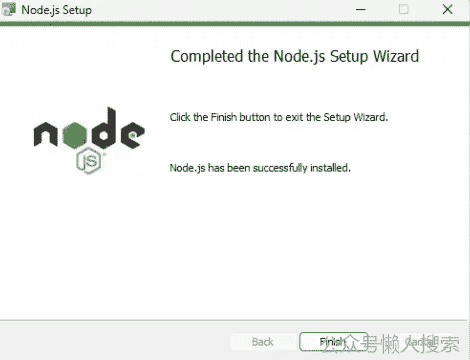 Node.js Setup
Completed the Node.js Setup Wizard
Click the Finish button to exit the Setup Wizard.
node
JS
Node.js has been successfully installed.
Back
Finish
Cancel
公众号懒人搜索